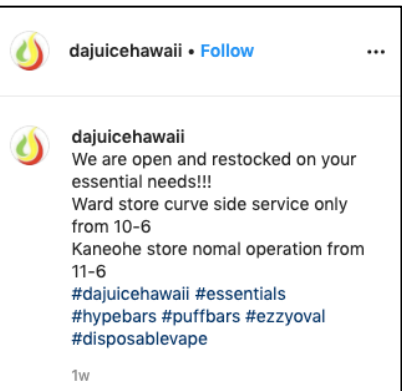 dajuicehawaii • Follow
...
dajuicehawaii
We are open and restocked on your
essential needs!!!
Ward store curve side service only
from 10-6
Kaneohe store nomal operation from
11-6
#dajuicehawaii #essentials
#hypebars #puffbars #ezzyoval
#disposablevape
1w